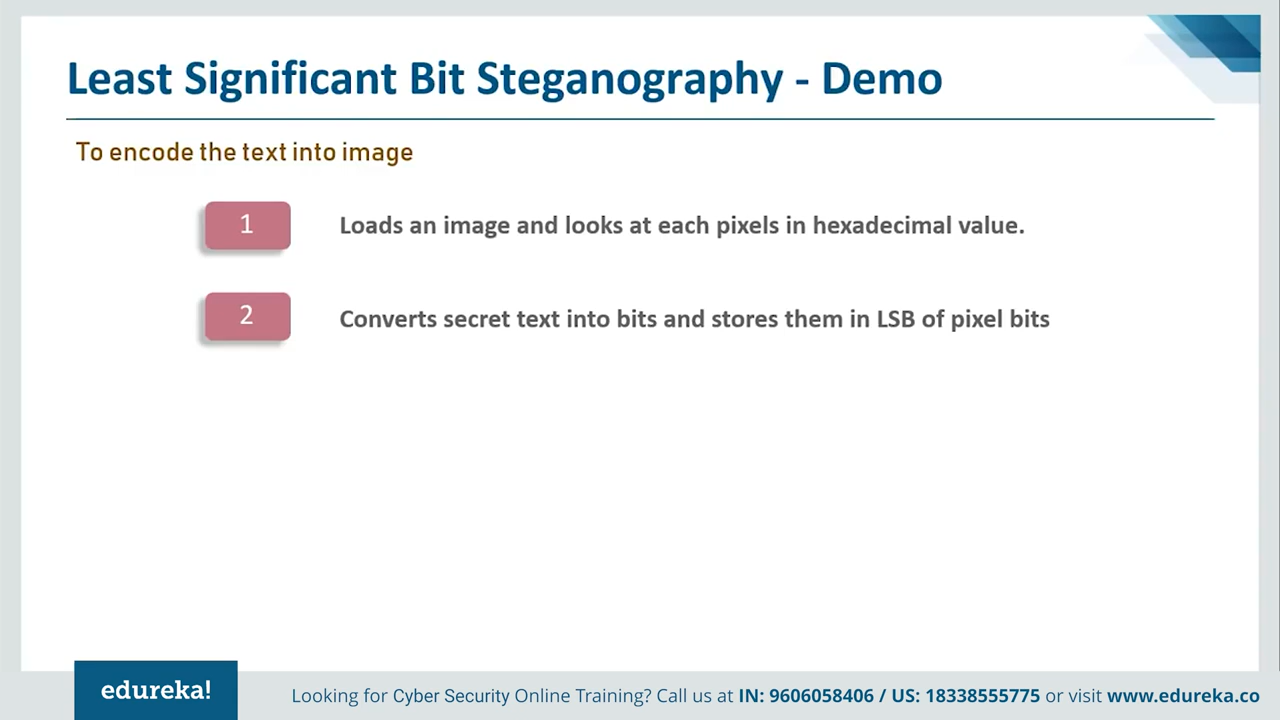 Least Significant Bit Steganography - Demo
To encode the text into image
1
Loads an image and looks at each pixels in hexadecimal value.
2
Converts secret text into bits and stores them in LSB of pixel bits
edureka!
Looking for Cyber Security Online Training? Call us at IN: 9606058406 / US: 18338555775 or visit www.edureka.co